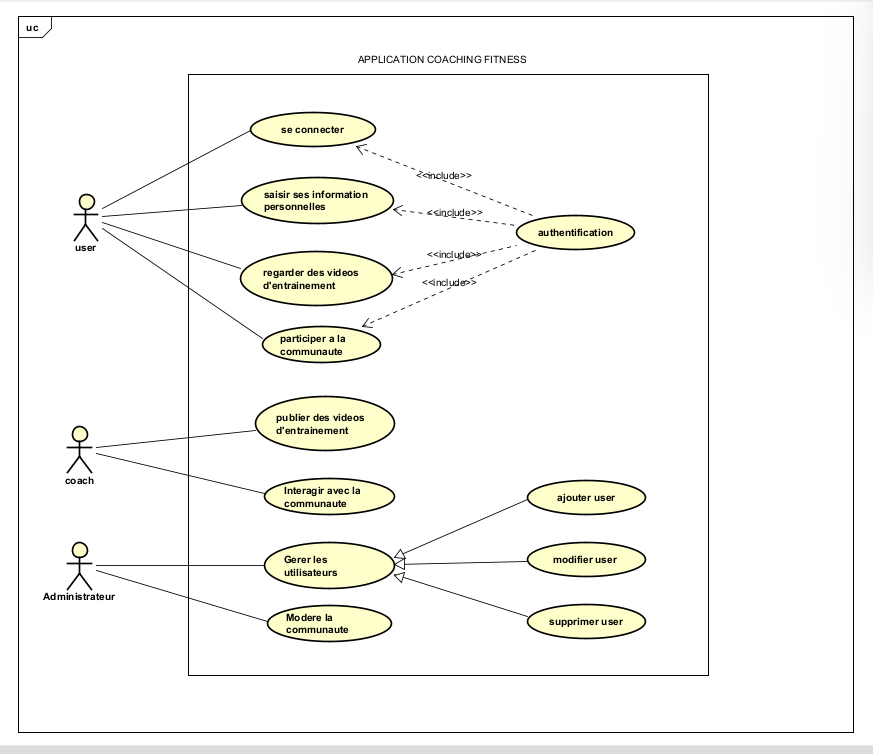 uc
APPLICATION COACHING FITNESS
se connecter
<<include>>
saisir ses information
personnelles
<<include>>
authentification
user
<<include>>
regarder des videos
d'entrainement
<<include>>
participer a la
communaute
publier des videos
d'entrainement
coach
Interagir avec la
communaute
ajouter user
Gerer les
utilisateurs
modifier user
Administrateur
Modere la
communaute
supprimer user